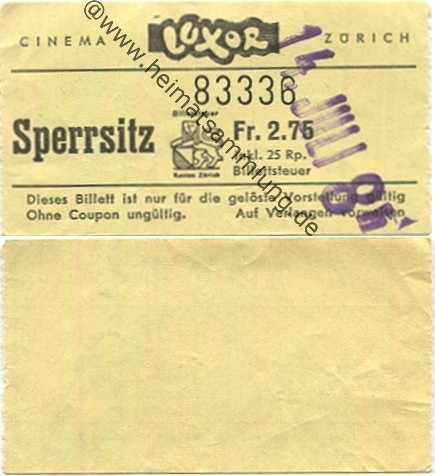 CINEMA LUXOR ZÜRICH
83336
Sperrsitz
Kanton Zürich
Fr. 2.75
inkl. 25 Rp.
Billettsteuer
Dieses Billett ist nur für die gelöste Vorstellung gültig
Ohne Coupon ungültig. Auf Verlangen vorweisen
@www.heimatsammlung.de